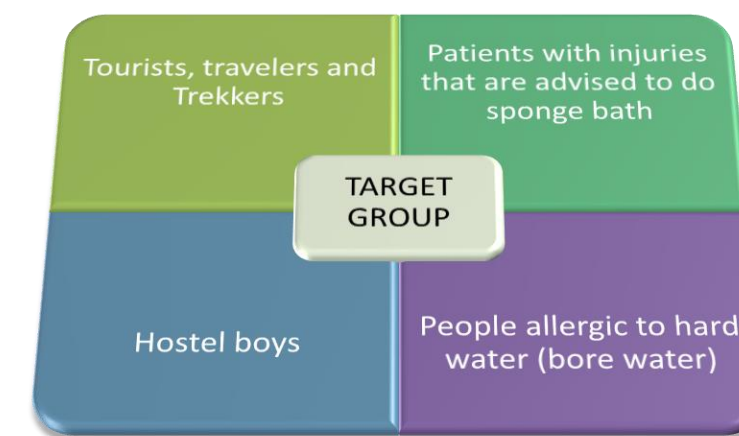 Tourists, travelers and
Trekkers
Patients with injuries
that are advised to do
sponge bath
TARGET
GROUP
Hostel boys
People allergic to hard
water (bore water)